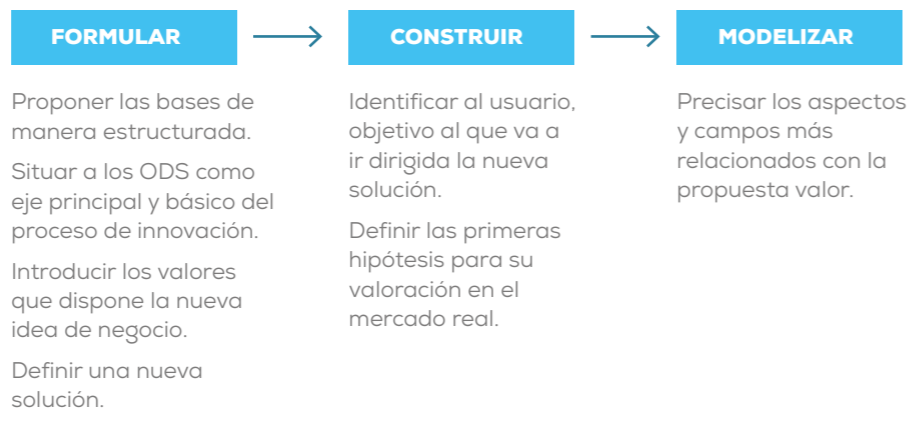 FORMULAR
Proponer las bases de
manera estructurada.
Situar a los ODS como
eje principal y básico del
proceso de innovación.
Introducir los valores
que dispone la nueva
idea de negocio.
Definir una nueva
solución.
CONSTRUIR
Identificar al usuario,
objetivo al que va a
ir dirigida la nueva
solución.
Definir las primeras
hipótesis para su
valoración en el
mercado real.
MODELIZAR
Precisar los aspectos
y campos más
relacionados con la
propuesta valor.